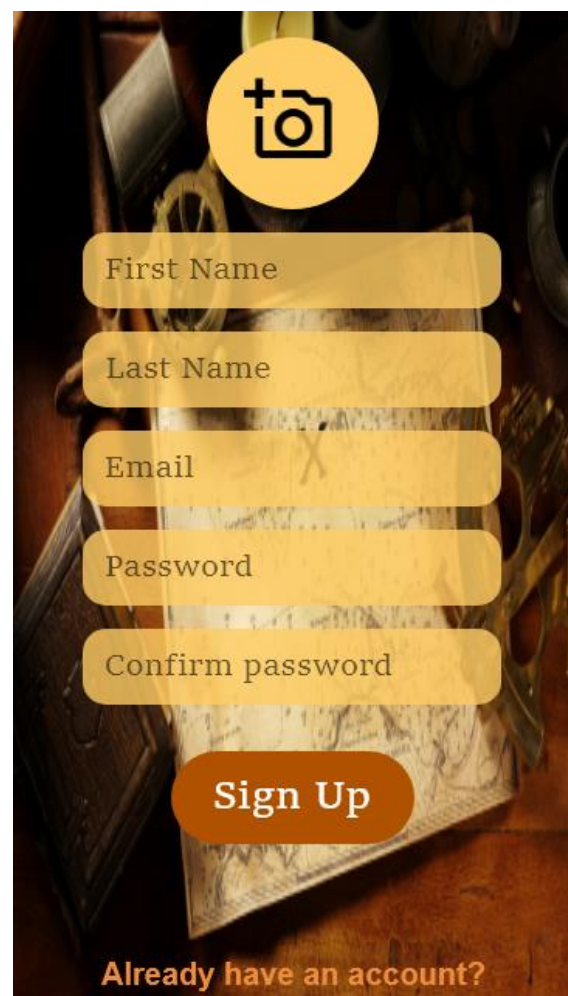 First Name
Last Name
Email
Password
Confirm password
Sign Up
Already have an account?